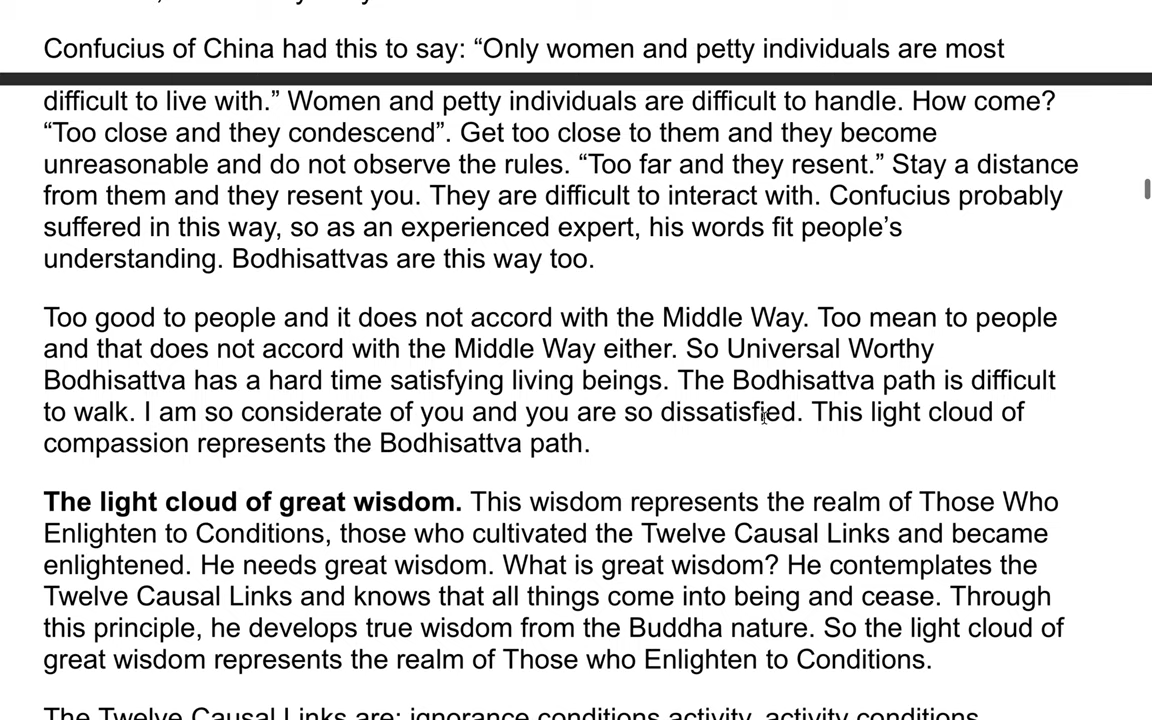 Confucius of China had this to say: “Only women and petty individuals are most
difficult to live with.” Women and petty individuals are difficult to handle. How come?
“Too close and they condescend”. Get too close to them and they become
unreasonable and do not observe the rules. “Too far and they resent.” Stay a distance
from them and they resent you. They are difficult to interact with. Confucius probably
suffered in this way, so as an experienced expert, his words fit people’s
understanding. Bodhisattvas are this way too.
Too good to people and it does not accord with the Middle Way. Too mean to people
and that does not accord with the Middle Way either. So Universal Worthy
Bodhisattva has a hard time satisfying living beings. The Bodhisattva path is difficult
to walk. I am so considerate of you and you are so dissatisfied. This light cloud of
compassion represents the Bodhisattva path.
The light cloud of great wisdom. This wisdom represents the realm of Those Who
Enlighten to Conditions, those who cultivated the Twelve Causal Links and became
enlightened. He needs great wisdom. What is great wisdom? He contemplates the
Twelve Causal Links and knows that all things come into being and cease. Through
this principle, he develops true wisdom from the Buddha nature. So the light cloud of
great wisdom represents the realm of Those who Enlighten to Conditions.
The Twelve Causal Links are: ignorance conditions activity, activity conditions